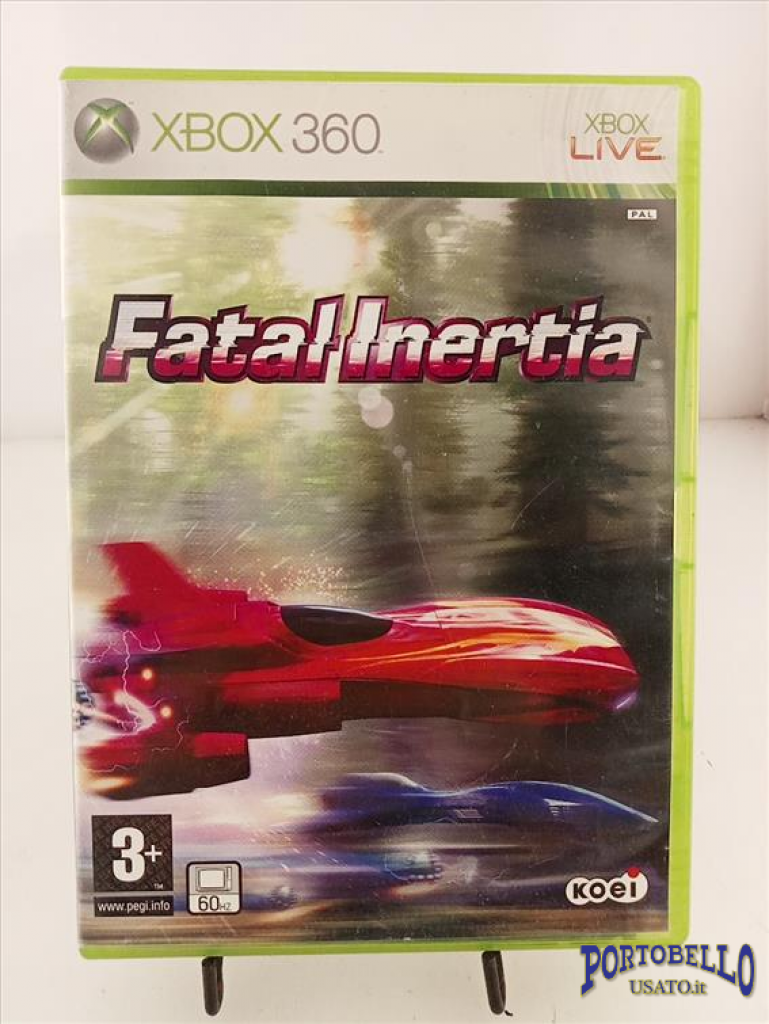 XBOX 360
XBOX
LIVE
PAL
Fatal Inertia
3+
www.pegi.info
60HZ
KOEI
PORTOBELLO
USATO.it